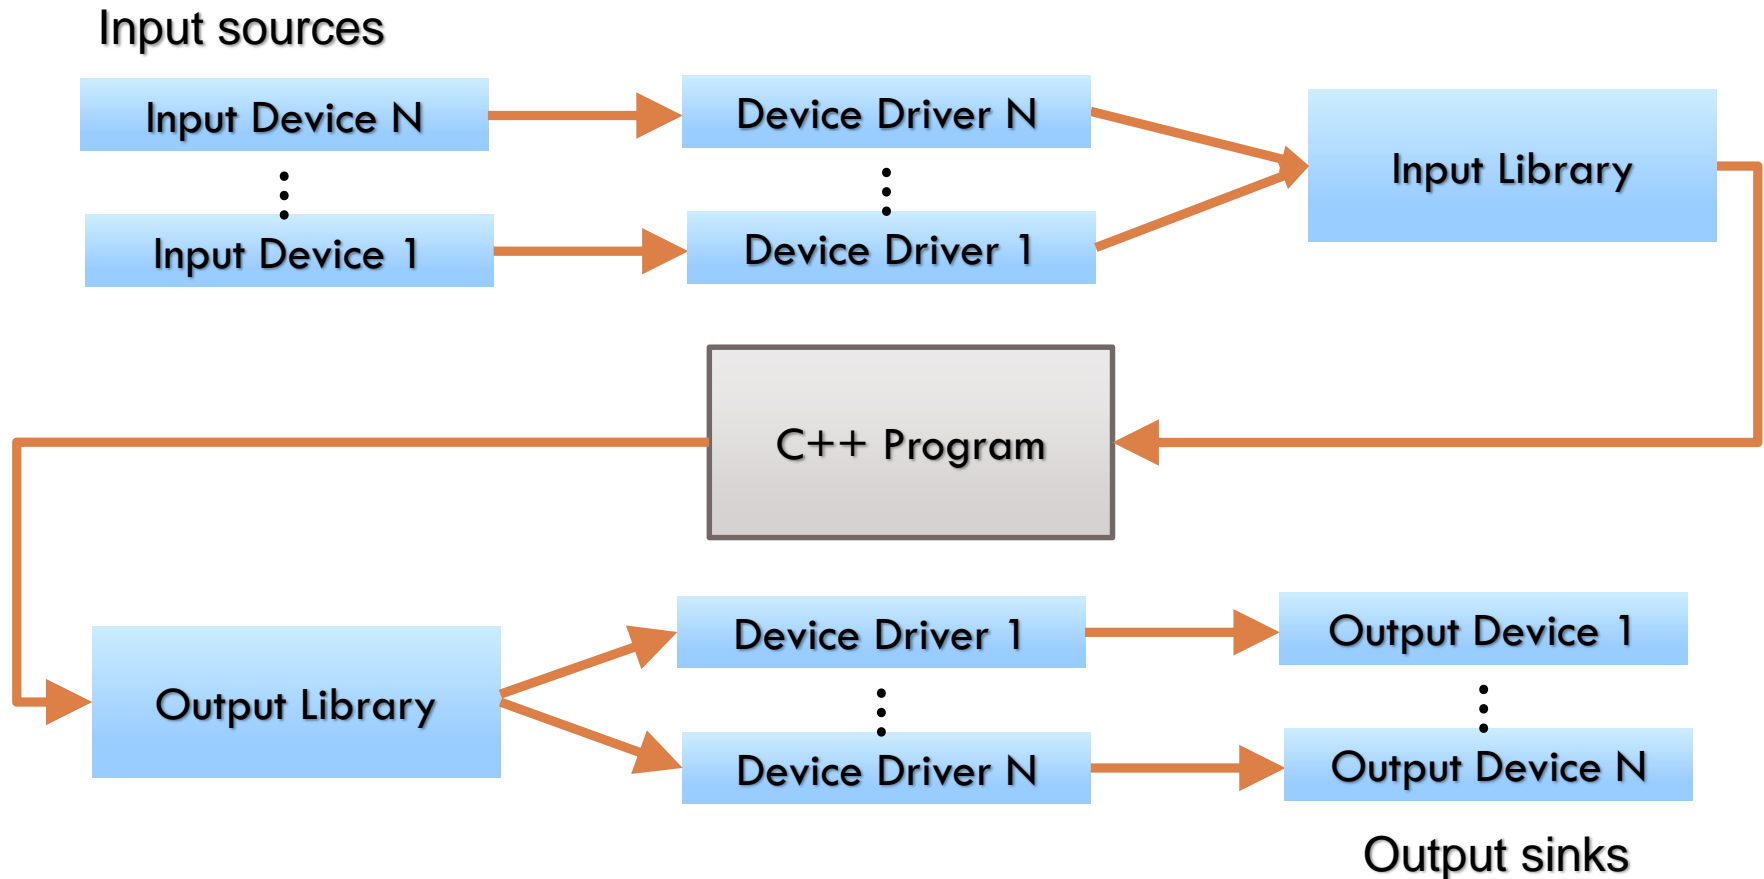 Input sources
Input Device N
Device Driver N
Input Library
Input Device 1
Device Driver 1
C++ Program
Output Library
Device Driver 1
Output Device 1
Device Driver N
Output Device N
Output sinks